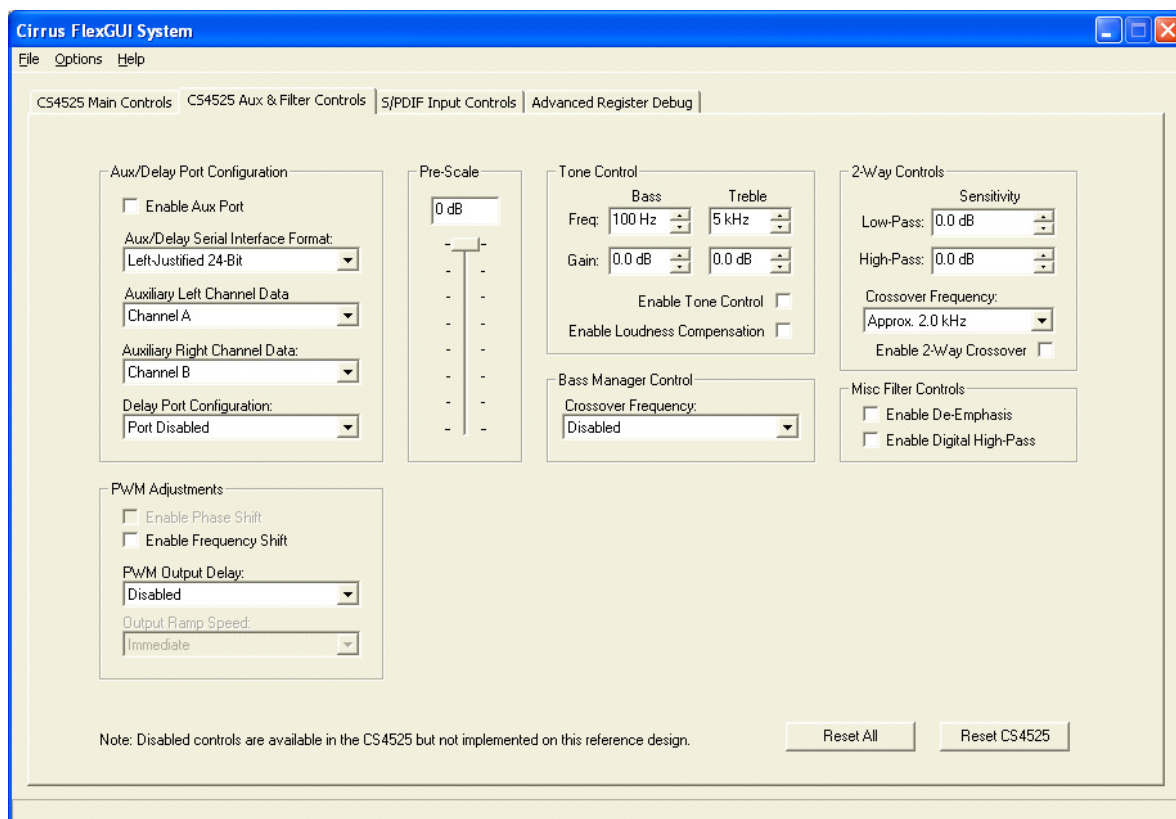 Cirrus FlexGUI System
File Options Help
CS4525 Main Controls CS4525 Aux & Filter Controls S/PDIF Input Controls Advanced Register Debug
Aux/Delay Port Configuration
Enable Aux Port
Aux/Delay Serial Interface Format:
Left-Justified 24-Bit
Auxiliary Left Channel Data
Channel A
Auxiliary Right Channel Data:
Channel B
Delay Port Configuration:
Port Disabled
Pre-Scale
0 dB
Tone Control
Bass Treble
Freq: 100 Hz 5 kHz
Gain: 0.0 dB 0.0 dB
Enable Tone Control
Enable Loudness Compensation
Bass Manager Control
Crossover Frequency:
Disabled
2-Way Controls
Sensitivity
Low-Pass: 0.0 dB
High-Pass: 0.0 dB
Crossover Frequency:
Approx. 2.0 kHz
Enable 2-Way Crossover
Misc Filter Controls
Enable De-Emphasis
Enable Digital High-Pass
PWM Adjustments
Enable Phase Shift
Enable Frequency Shift
PWM Output Delay:
Disabled
Output Ramp Speed:
Immediate
Note: Disabled controls are available in the CS4525 but not implemented on this reference design.
Reset All Reset CS4525